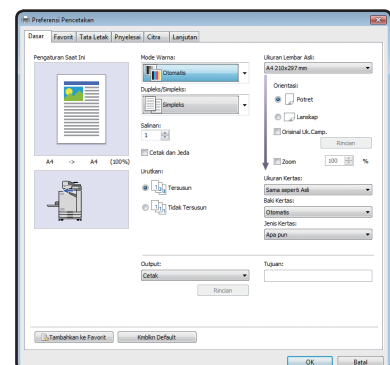 Preferensi Pencetakan
Dasar Favorit Tata Letak Pnyelesai Citra Lanjutan
Pengaturan Saat Ini
A4 -> A4 (100%)
Mode Warna:
Otomatis
Dupleks/Simpleks:
Simpleks
Salinan:
1
Cetak dan Jeda
Urutkan:
Tersusun
Tidak Tersusun
Output:
Cetak
Rincian
Ukuran Lembar Asli:
A4 210x297 mm
Orientasi:
Potret
Lanskap
Orisinal Uk.Camp.
Rincian
Zoom 100 %
Ukuran Kertas:
Sama seperti Asli
Baki Kertas:
Otomatis
Jenis Kertas:
Apa pun
Tujuan:
Tambahkan ke Favorit Kmblkn Default
OK Batal